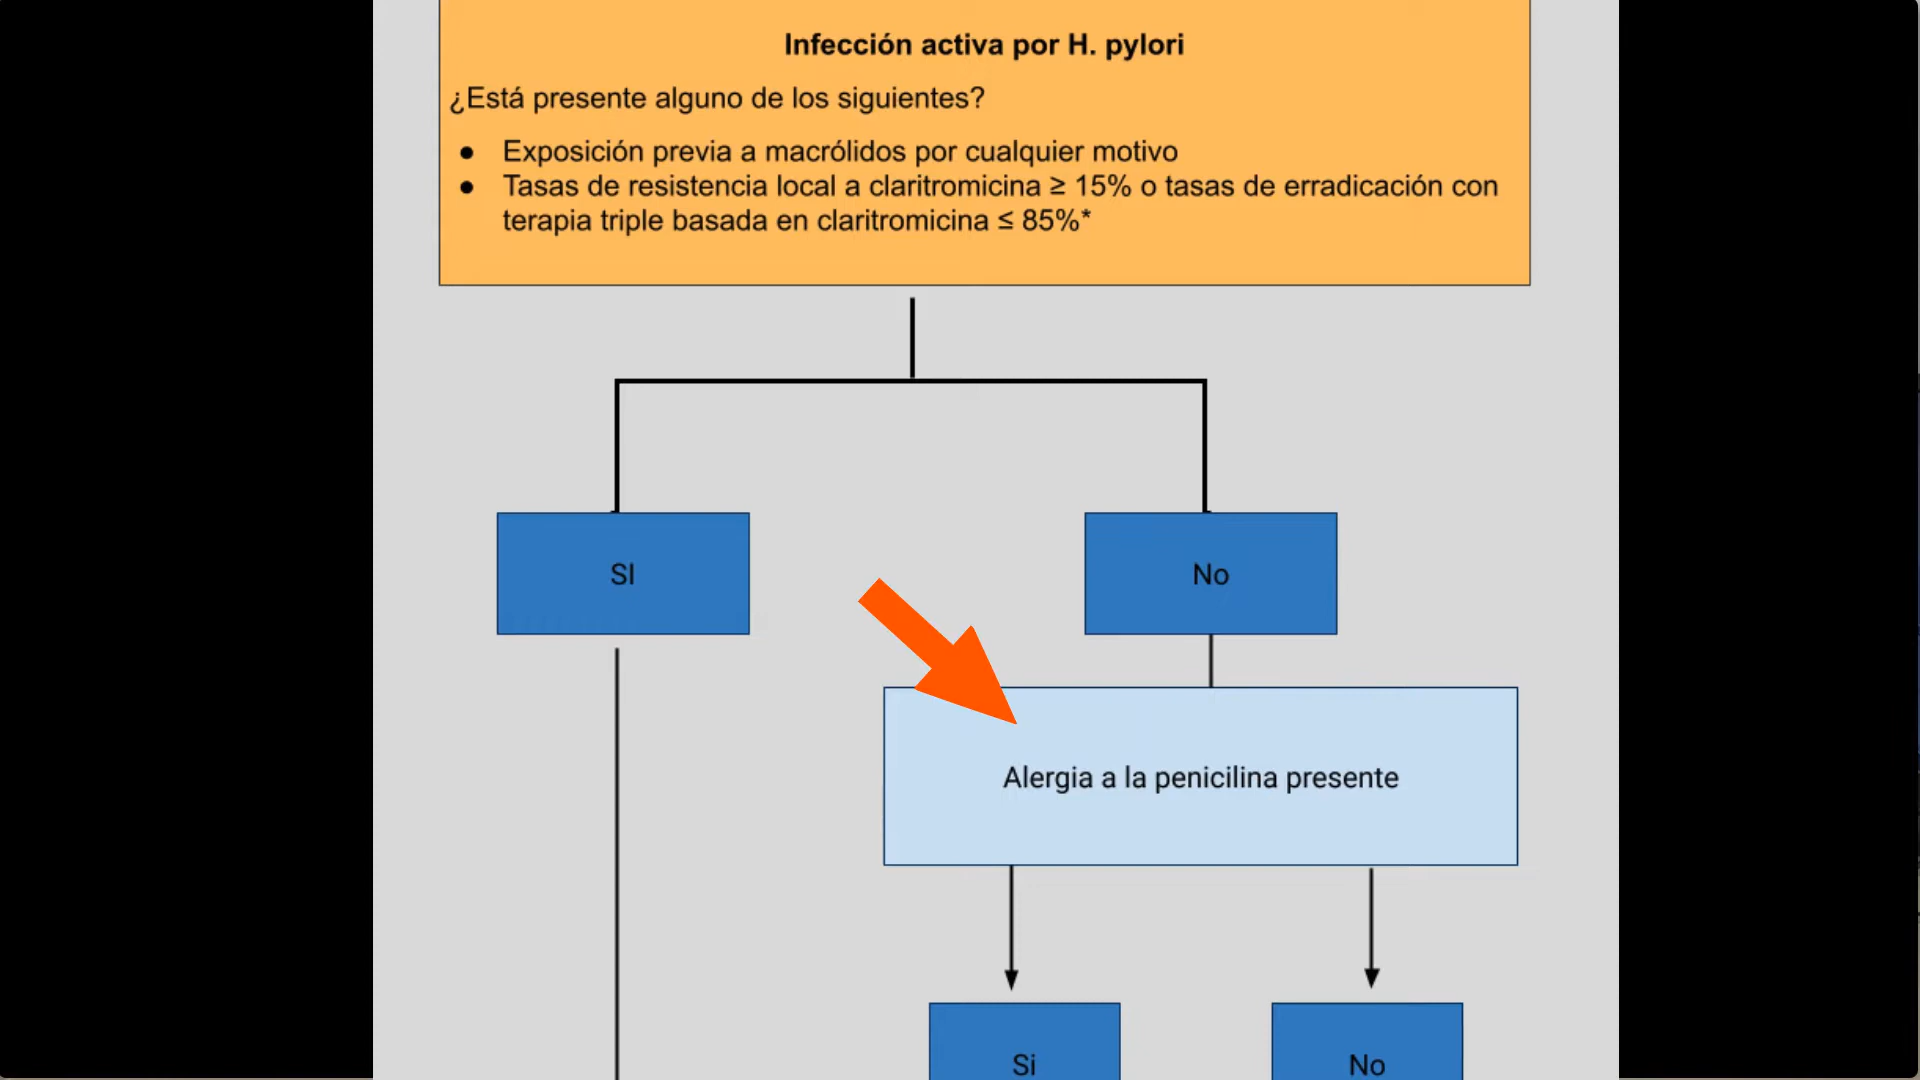 Infección activa por H. pylori
¿Está presente alguno de los siguientes?
● Exposición previa a macrólidos por cualquier motivo
● Tasas de resistencia local a claritromicina ≥ 15% o tasas de erradicación con
terapia triple basada en claritromicina ≤ 85%*
SI
No
Alergia a la penicilina presente
Si
No